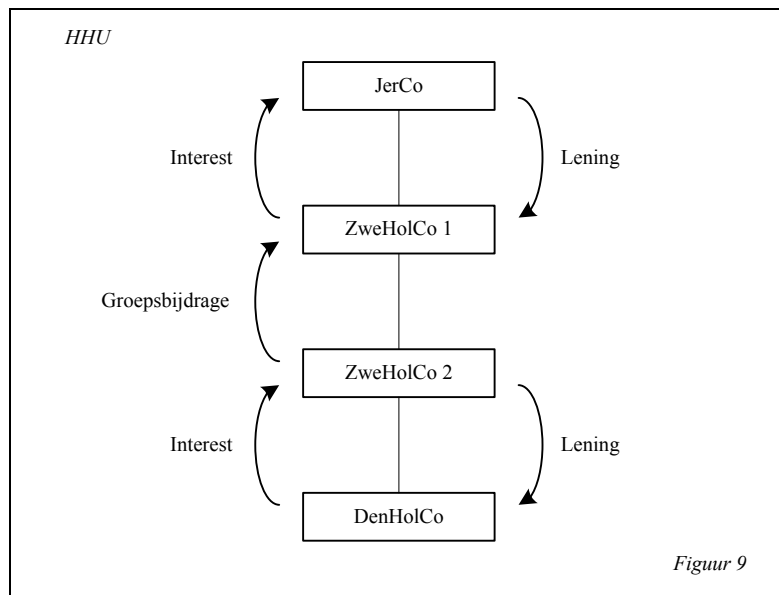 HHU
JerCo
Interest
Lening
ZweHolCo 1
Groepsbijdrage
ZweHolCo 2
Interest
Lening
DenHolCo
Figuur 9